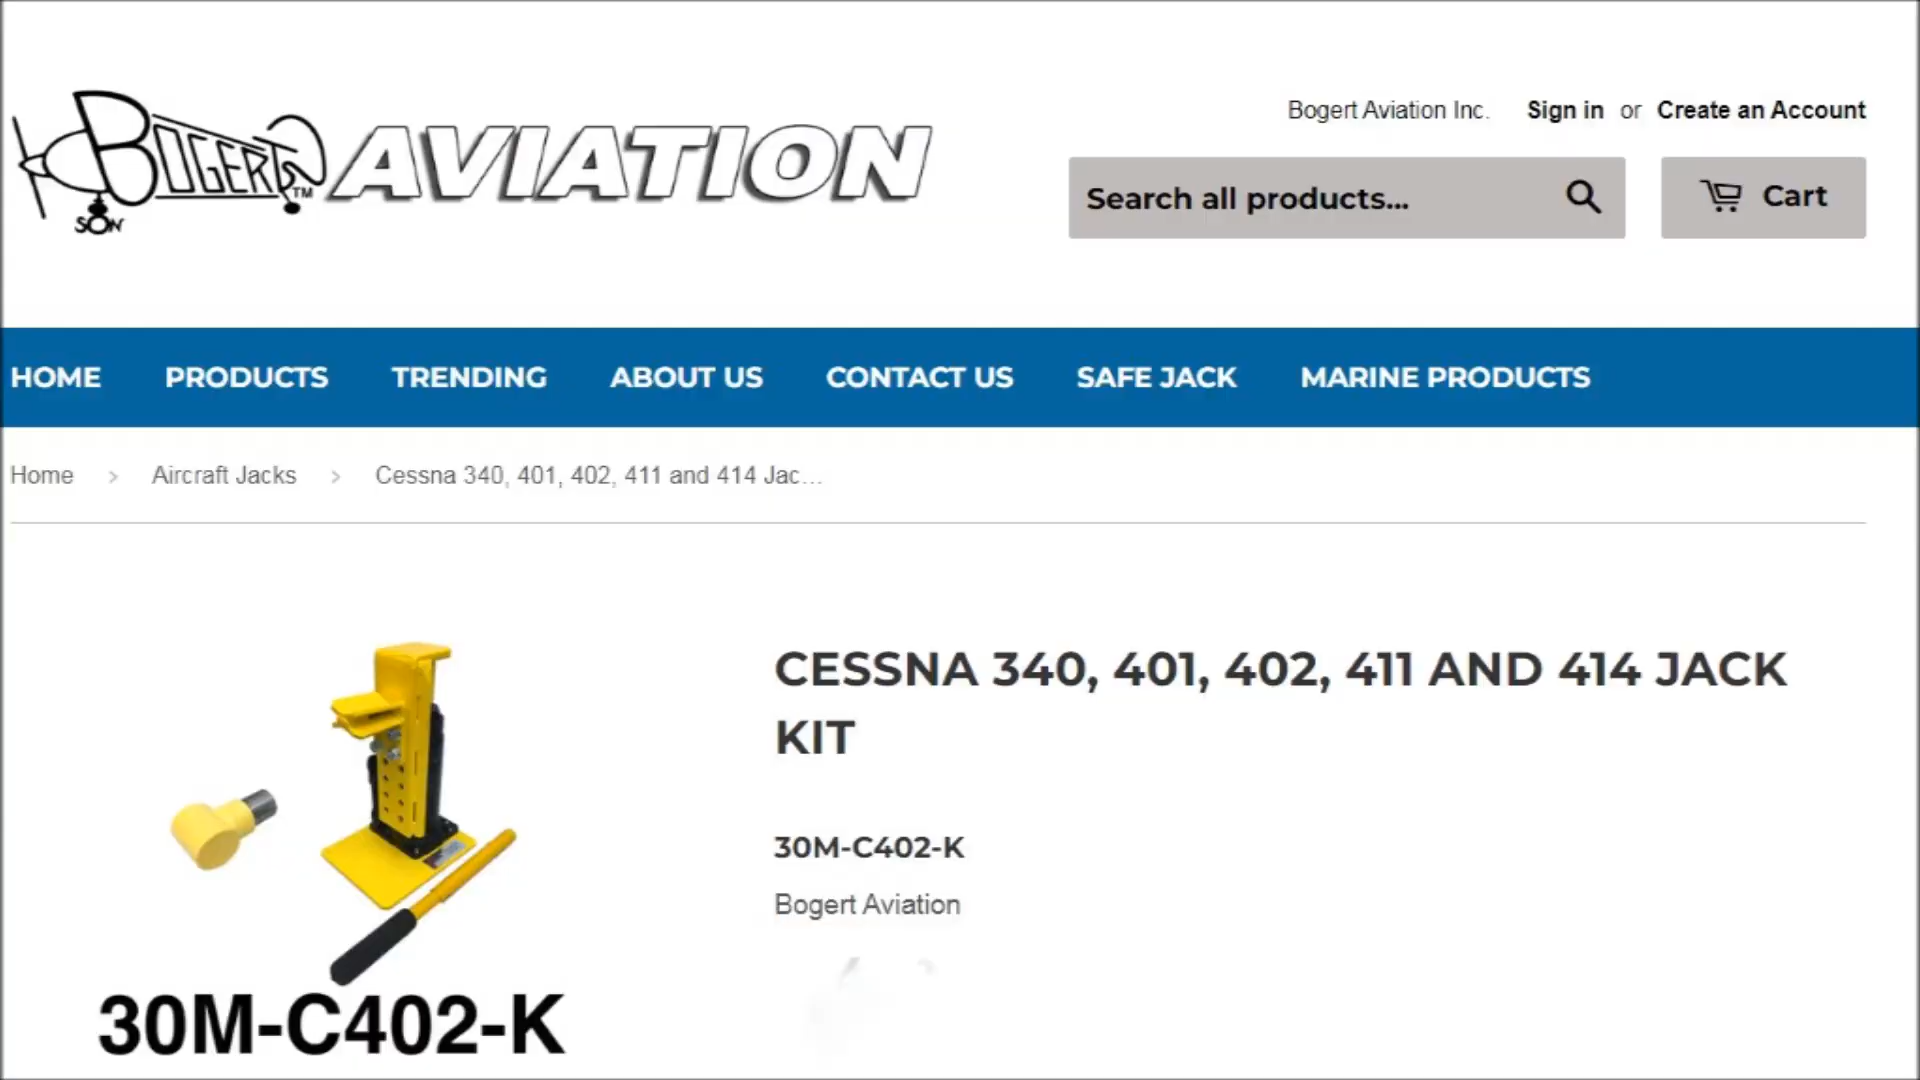 BOGERT & SON™ AVIATION
Bogert Aviation Inc. Sign in or Create an Account
Search all products... Cart
HOME PRODUCTS TRENDING ABOUT US CONTACT US SAFE JACK MARINE PRODUCTS
Home › Aircraft Jacks › Cessna 340, 401, 402, 411 and 414 Jac...
CESSNA 340, 401, 402, 411 AND 414 JACK
KIT
30M-C402-K
Bogert Aviation
30M-C402-K